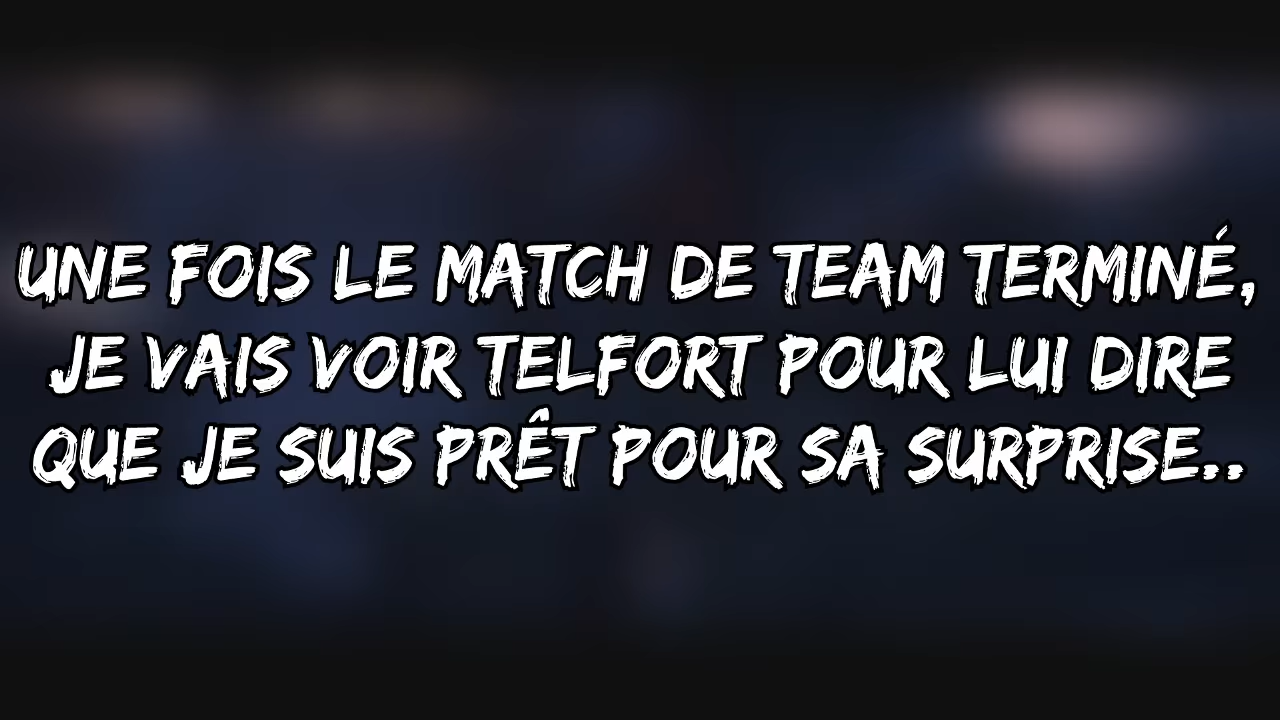 UNE FOIS LE MATCH DE TEAM TERMINÉ,
JE VAIS VOIR TELFORT POUR LUI DIRE
QUE JE SUIS PRÊT POUR SA SURPRISE..